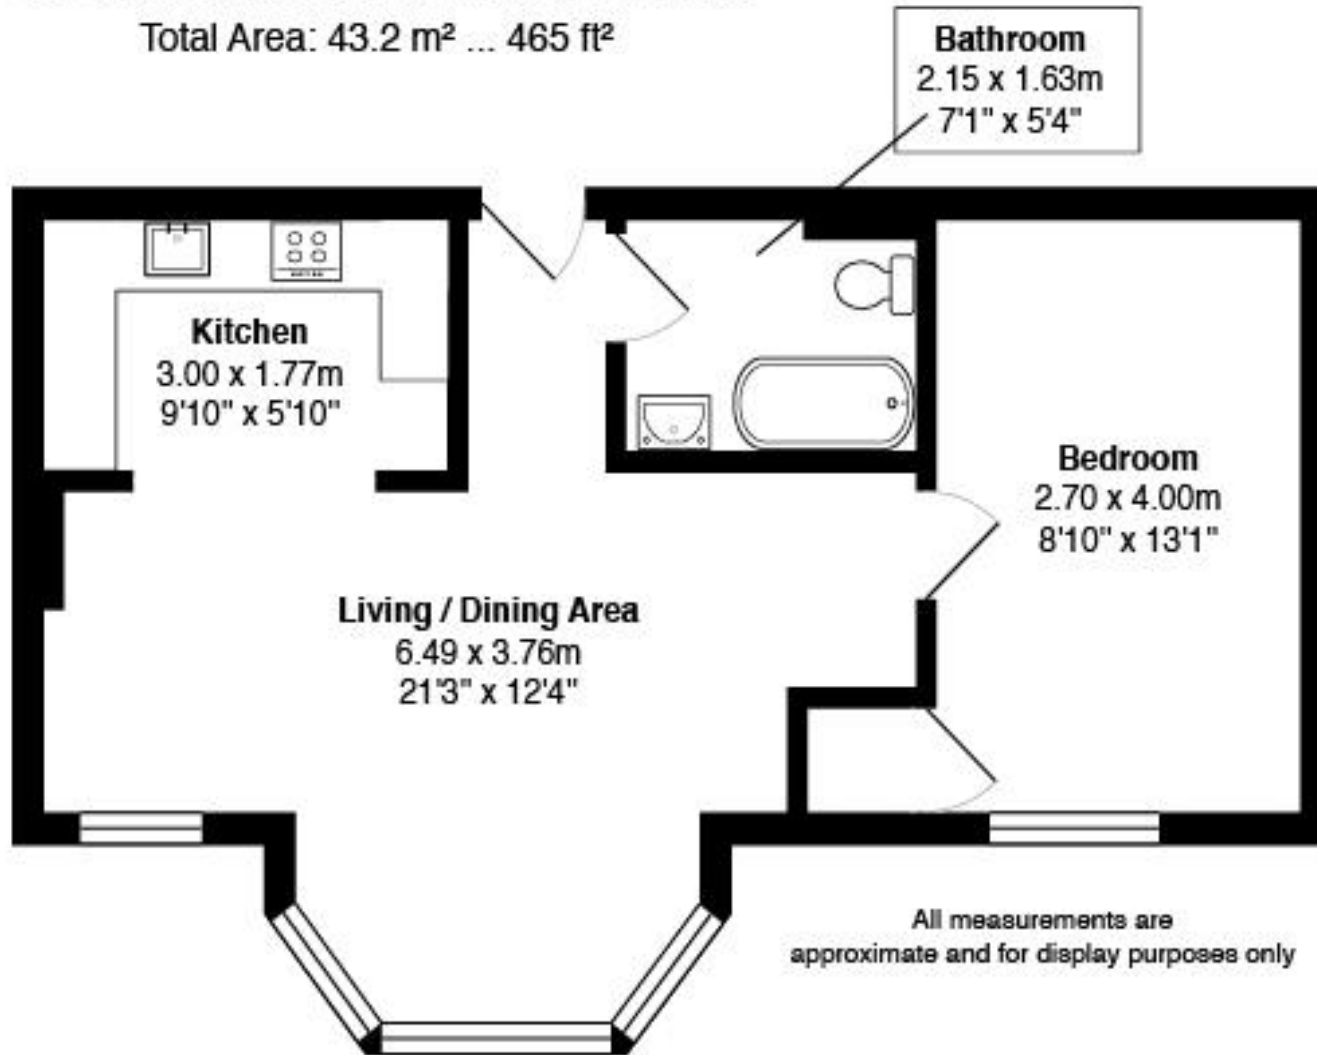 Total Area: 43.2 m² ... 465 ft²
Bathroom
2.15 x 1.63m
7'1" x 5'4"
Kitchen
3.00 x 1.77m
9'10" x 5'10"
Bedroom
2.70 x 4.00m
8'10" x 13'1"
Living / Dining Area
6.49 x 3.76m
21'3" x 12'4"
All measurements are
approximate and for display purposes only